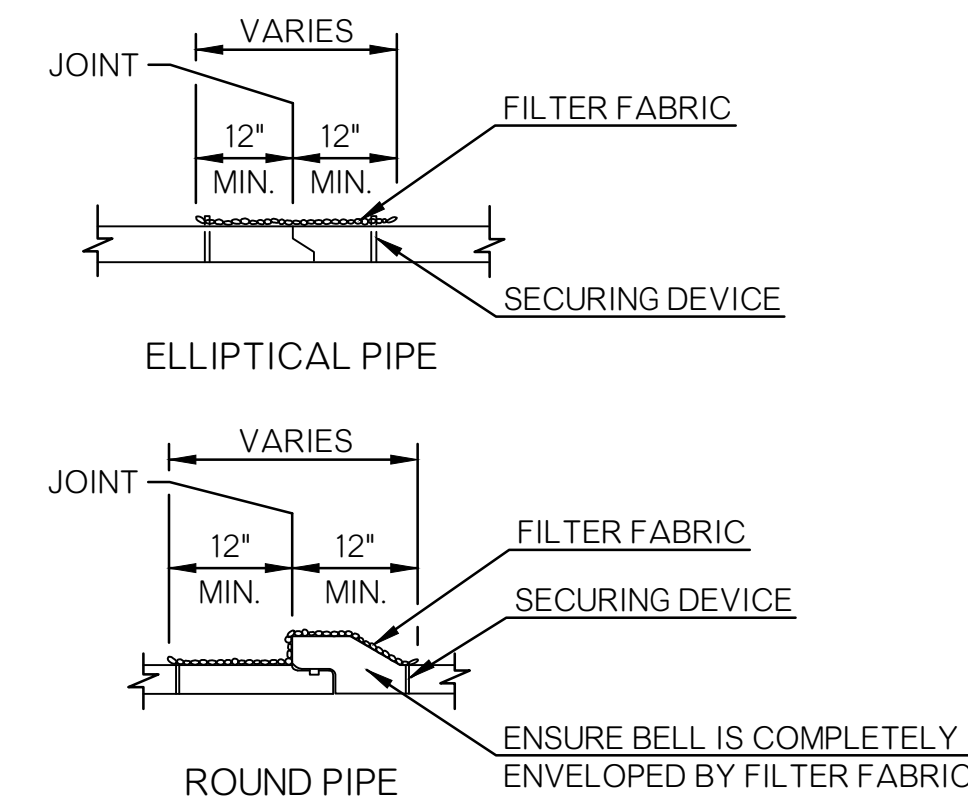 VARIES
JOINT
FILTER FABRIC
12" 12"
MIN. MIN.
SECURING DEVICE
ELLIPTICAL PIPE
VARIES
JOINT
FILTER FABRIC
12" 12"
MIN. MIN.
SECURING DEVICE
ENSURE BELL IS COMPLETELY
ENVELOPED BY FILTER FABRIC
ROUND PIPE